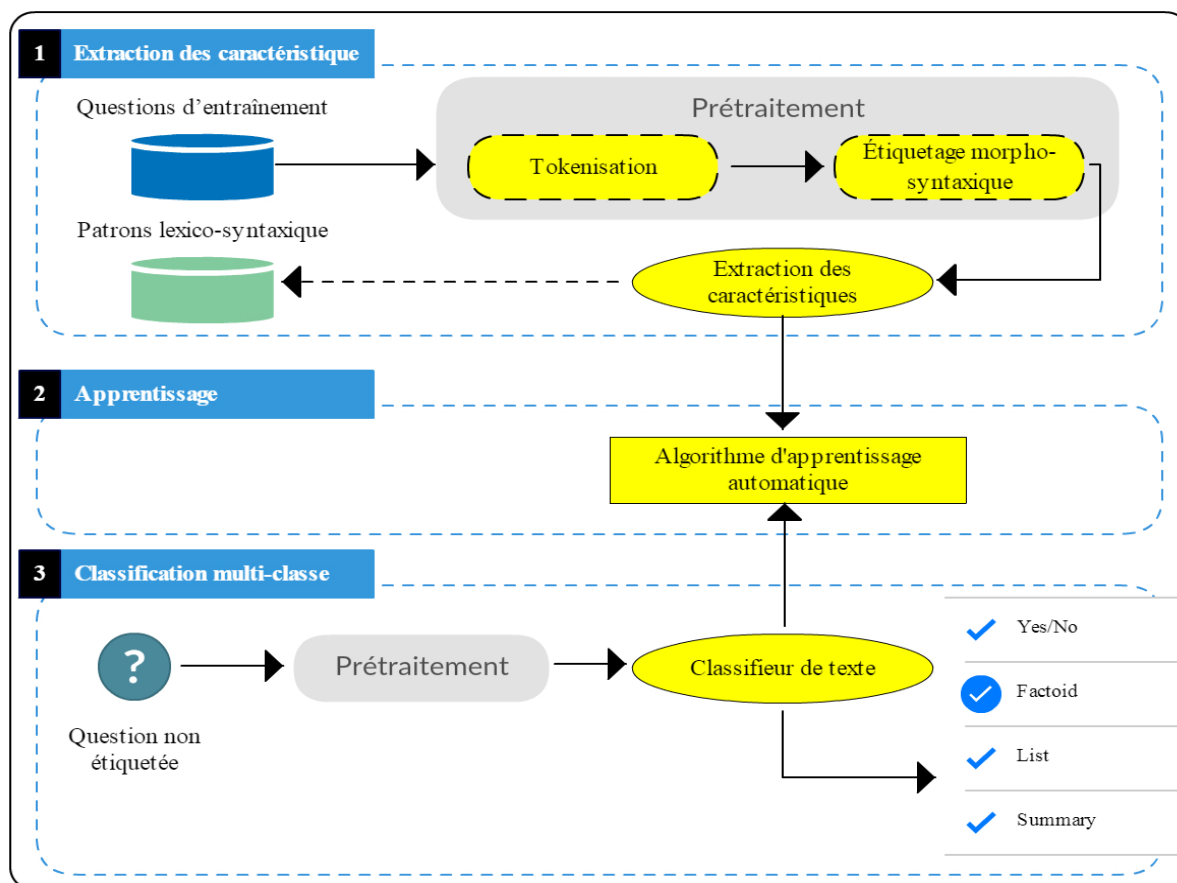 1 Extraction des caractéristique
Questions d'entraînement
Prétraitement
Tokenisation
Étiquetage morpho-
syntaxique
Patrons lexico-syntaxique
Extraction des
caractéristiques
2 Apprentissage
Algorithme d'apprentissage
automatique
3 Classification multi-classe
?
Prétraitement
Classifieur de texte
Question non
étiquetée
Yes/No
Factoid
List
Summary